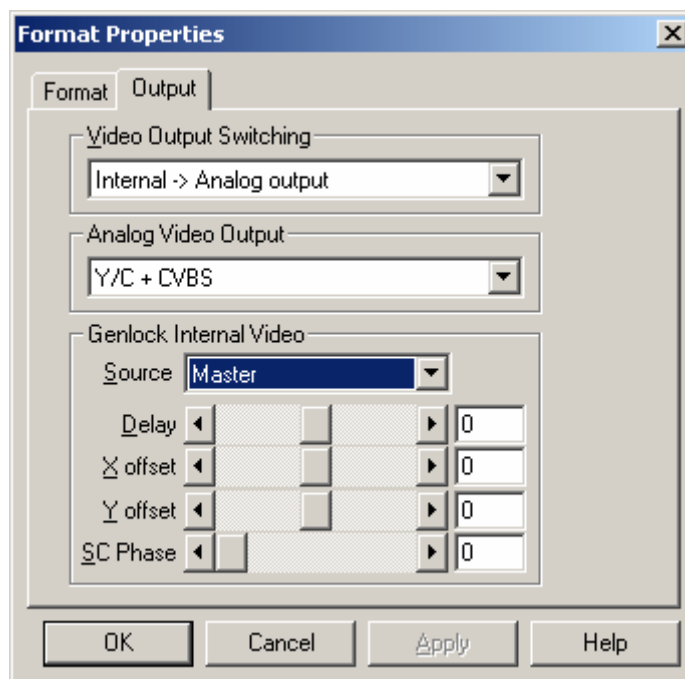 Format Properties
Format Output
Video Output Switching
Internal -> Analog output
Analog Video Output
Y/C + CVBS
Genlock Internal Video
Source Master
Delay 0
X offset 0
Y offset 0
SC Phase 0
OK Cancel Apply Help